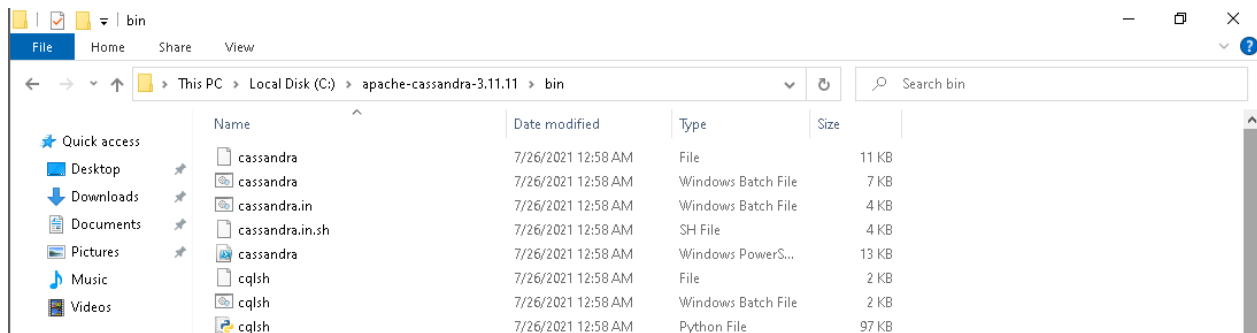 bin
File Home Share View
This PC > Local Disk (C:) > apache-cassandra-3.11.11 > bin
Search bin
Name Date modified Type Size
Quick access
Desktop
Downloads
Documents
Pictures
Music
Videos
cassandra 7/26/2021 12:58 AM File 11 KB
cassandra 7/26/2021 12:58 AM Windows Batch File 7 KB
cassandra.in 7/26/2021 12:58 AM Windows Batch File 4 KB
cassandra.in.sh 7/26/2021 12:58 AM SH File 4 KB
cassandra 7/26/2021 12:58 AM Windows PowerS... 13 KB
cqlsh 7/26/2021 12:58 AM File 2 KB
cqlsh 7/26/2021 12:58 AM Windows Batch File 2 KB
cqlsh 7/26/2021 12:58 AM Python File 97 KB